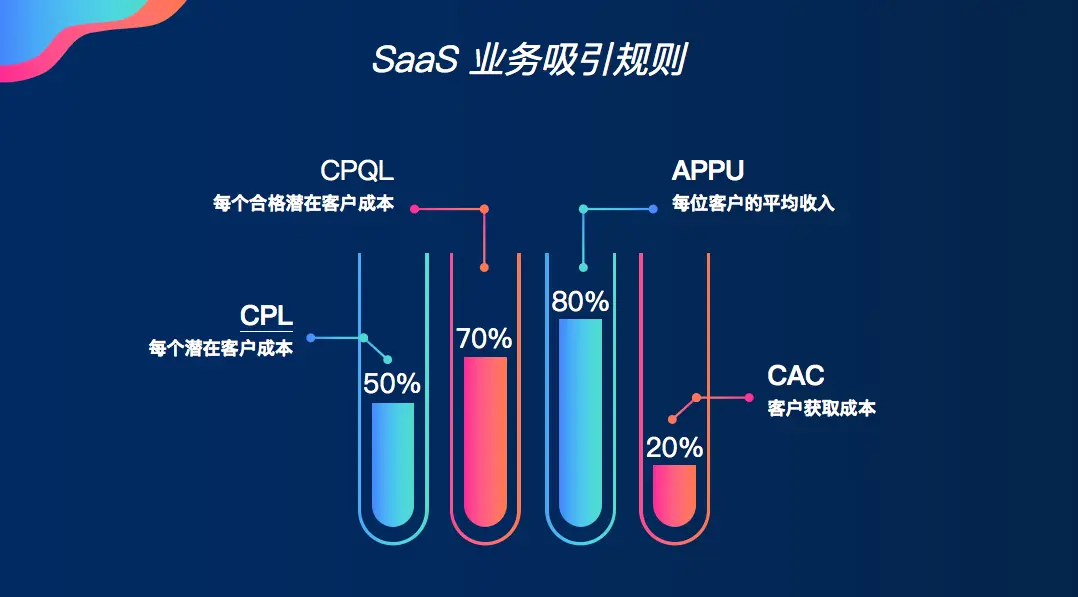 SaaS 业务吸引规则
CPQL
每个合格潜在客户成本
APPU
每位客户的平均收入
80%
CPL
每个潜在客户成本
70%
50%
CAC
客户获取成本
20%